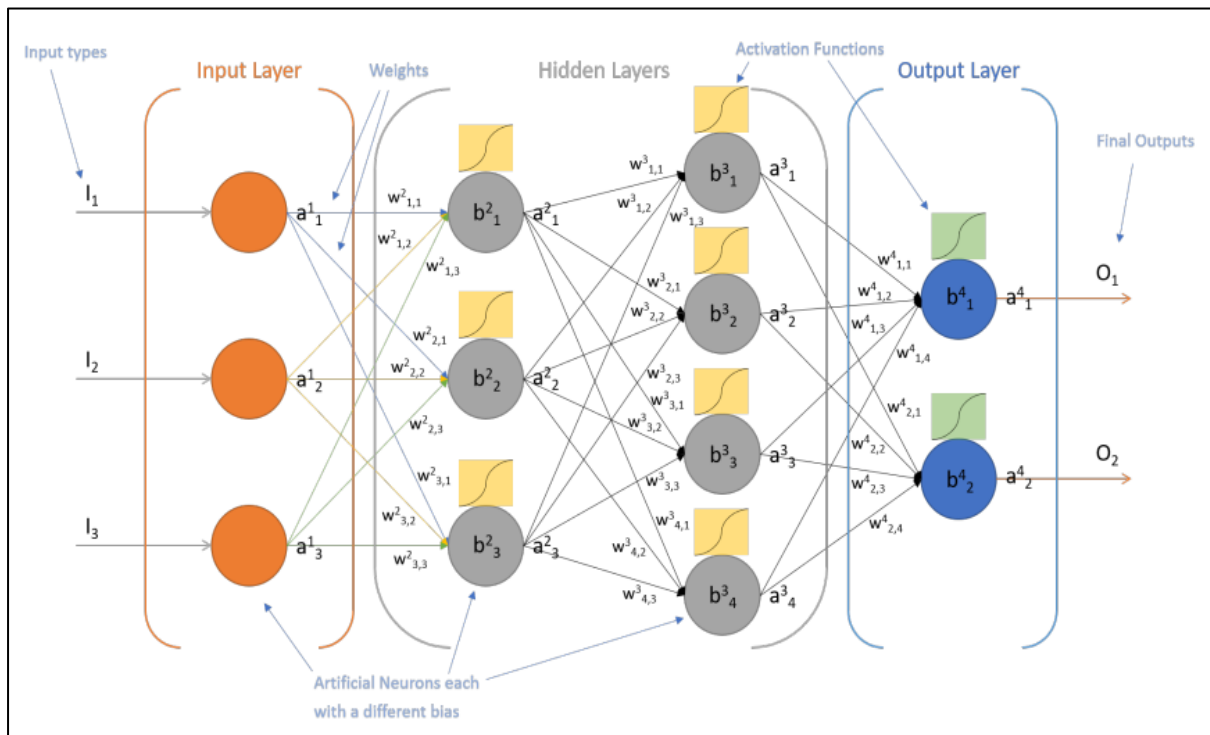 Input types
Input Layer
Weights
Hidden Layers
Activation Functions
Output Layer
Final Outputs
I₁
I₂
I₃
a¹₁
a¹₂
a¹₃
w²₁,₁
w²₁,₂
w²₁,₃
w²₂,₁
w²₂,₂
w²₂,₃
w²₃,₁
w²₃,₂
w²₃,₃
b²₁
b²₂
b²₃
a²₁
a²₂
a²₃
w³₁,₁
w³₁,₂
w³₁,₃
w³₂,₁
w³₂,₂
w³₂,₃
w³₃,₁
w³₃,₂
w³₃,₃
w³₄,₁
w³₄,₂
w³₄,₃
b³₁
b³₂
b³₃
b³₄
a³₁
a³₂
a³₃
a³₄
w⁴₁,₁
w⁴₁,₂
w⁴₁,₃
w⁴₁,₄
w⁴₂,₁
w⁴₂,₂
w⁴₂,₃
w⁴₂,₄
b⁴₁
b⁴₂
a⁴₁
a⁴₂
O₁
O₂
Artificial Neurons each
with a different bias